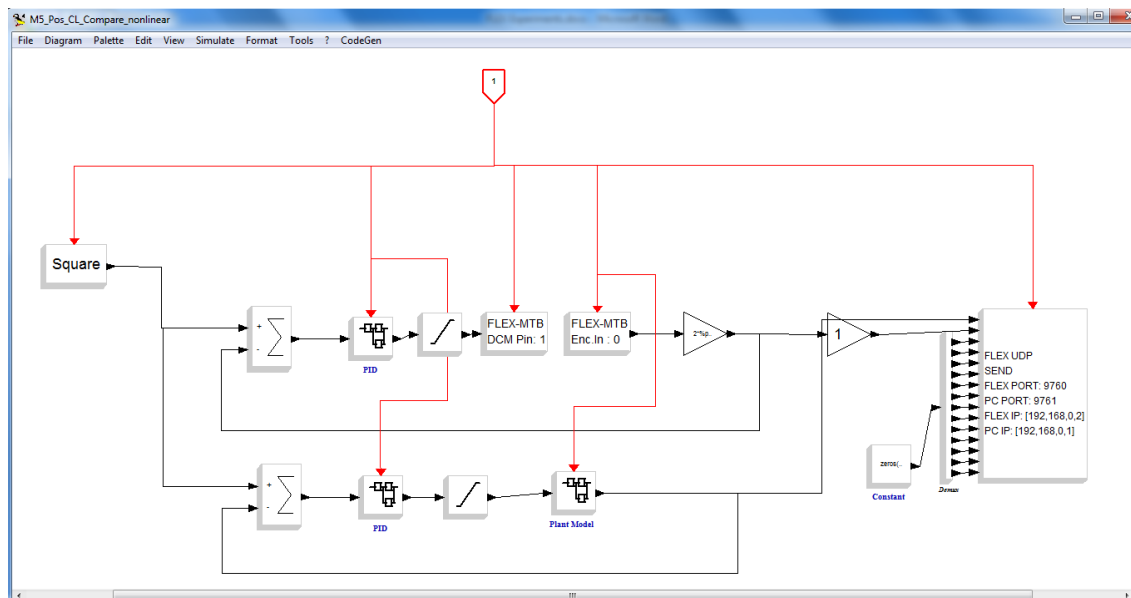 M5_Pos_CL_Compare_nonlinear
File Diagram Palette Edit View Simulate Format Tools ? CodeGen
1
Square
+
-
PID
FLEX-MTB
DCM Pin: 1
FLEX-MTB
Enc.In : 0
2*%p..
1
FLEX UDP
SEND
FLEX PORT: 9760
PC PORT: 9761
FLEX IP: [192,168,0,2]
PC IP: [192,168,0,1]
zeros(..
Constant
Demux
+
-
PID
Plant Model